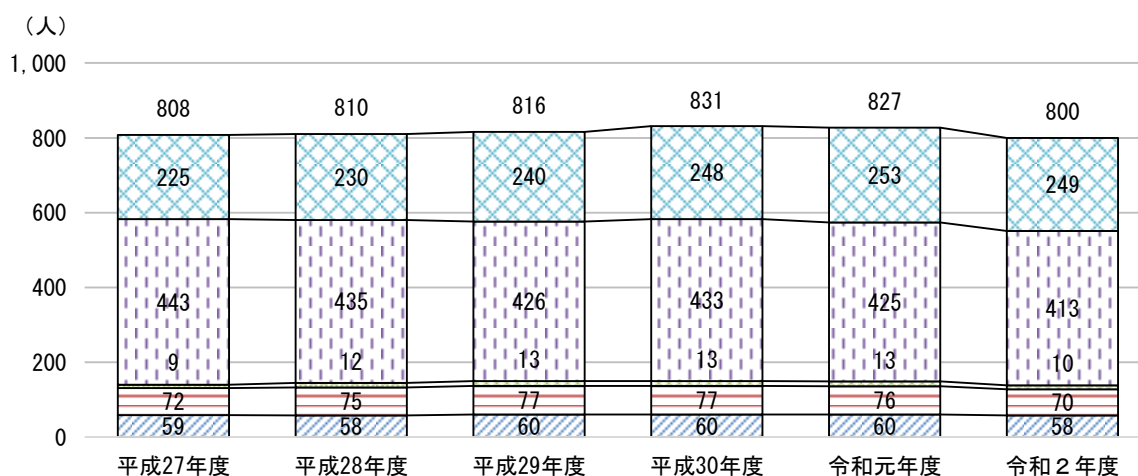 （人）
1,000
808 810 816 831 827 800
800
225 230 240 248 253 249
600
443 435 426 433 425 413
400
9 12 13 13 13 10
200
72 75 77 77 76 70
59 58 60 60 60 58
0
平成27年度 平成28年度 平成29年度 平成30年度 令和元年度 令和２年度